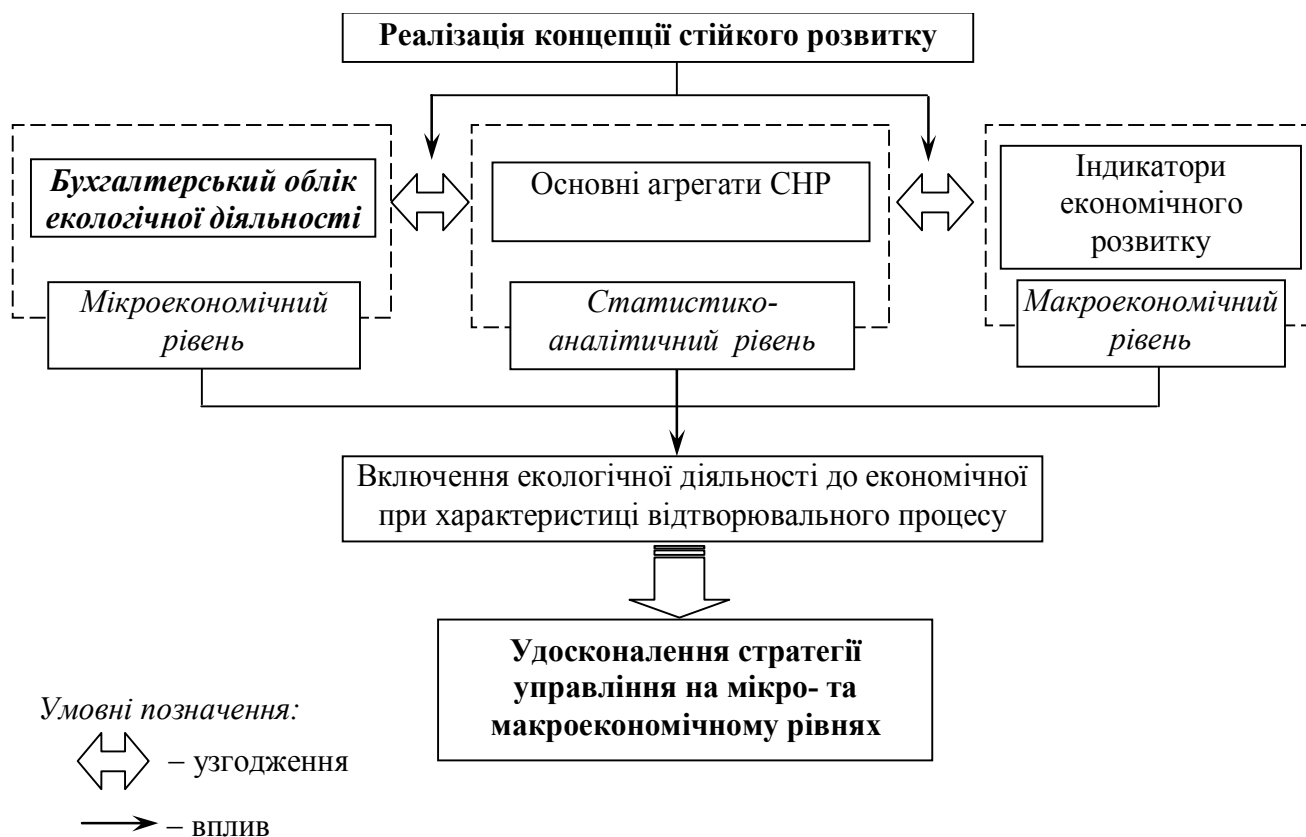 Реалізація концепції стійкого розвитку
Бухгалтерський облік
екологічної діяльності
Основні агрегати СНР
Індикатори
економічного
розвитку
Мікроекономічний
рівень
Статистико-
аналітичний рівень
Макроекономічний
рівень
Включення екологічної діяльності до економічної
при характеристиці відтворювального процесу
Удосконалення стратегії
управління на мікро- та
макроекономічному рівнях
Умовні позначення:
– узгодження
– вплив